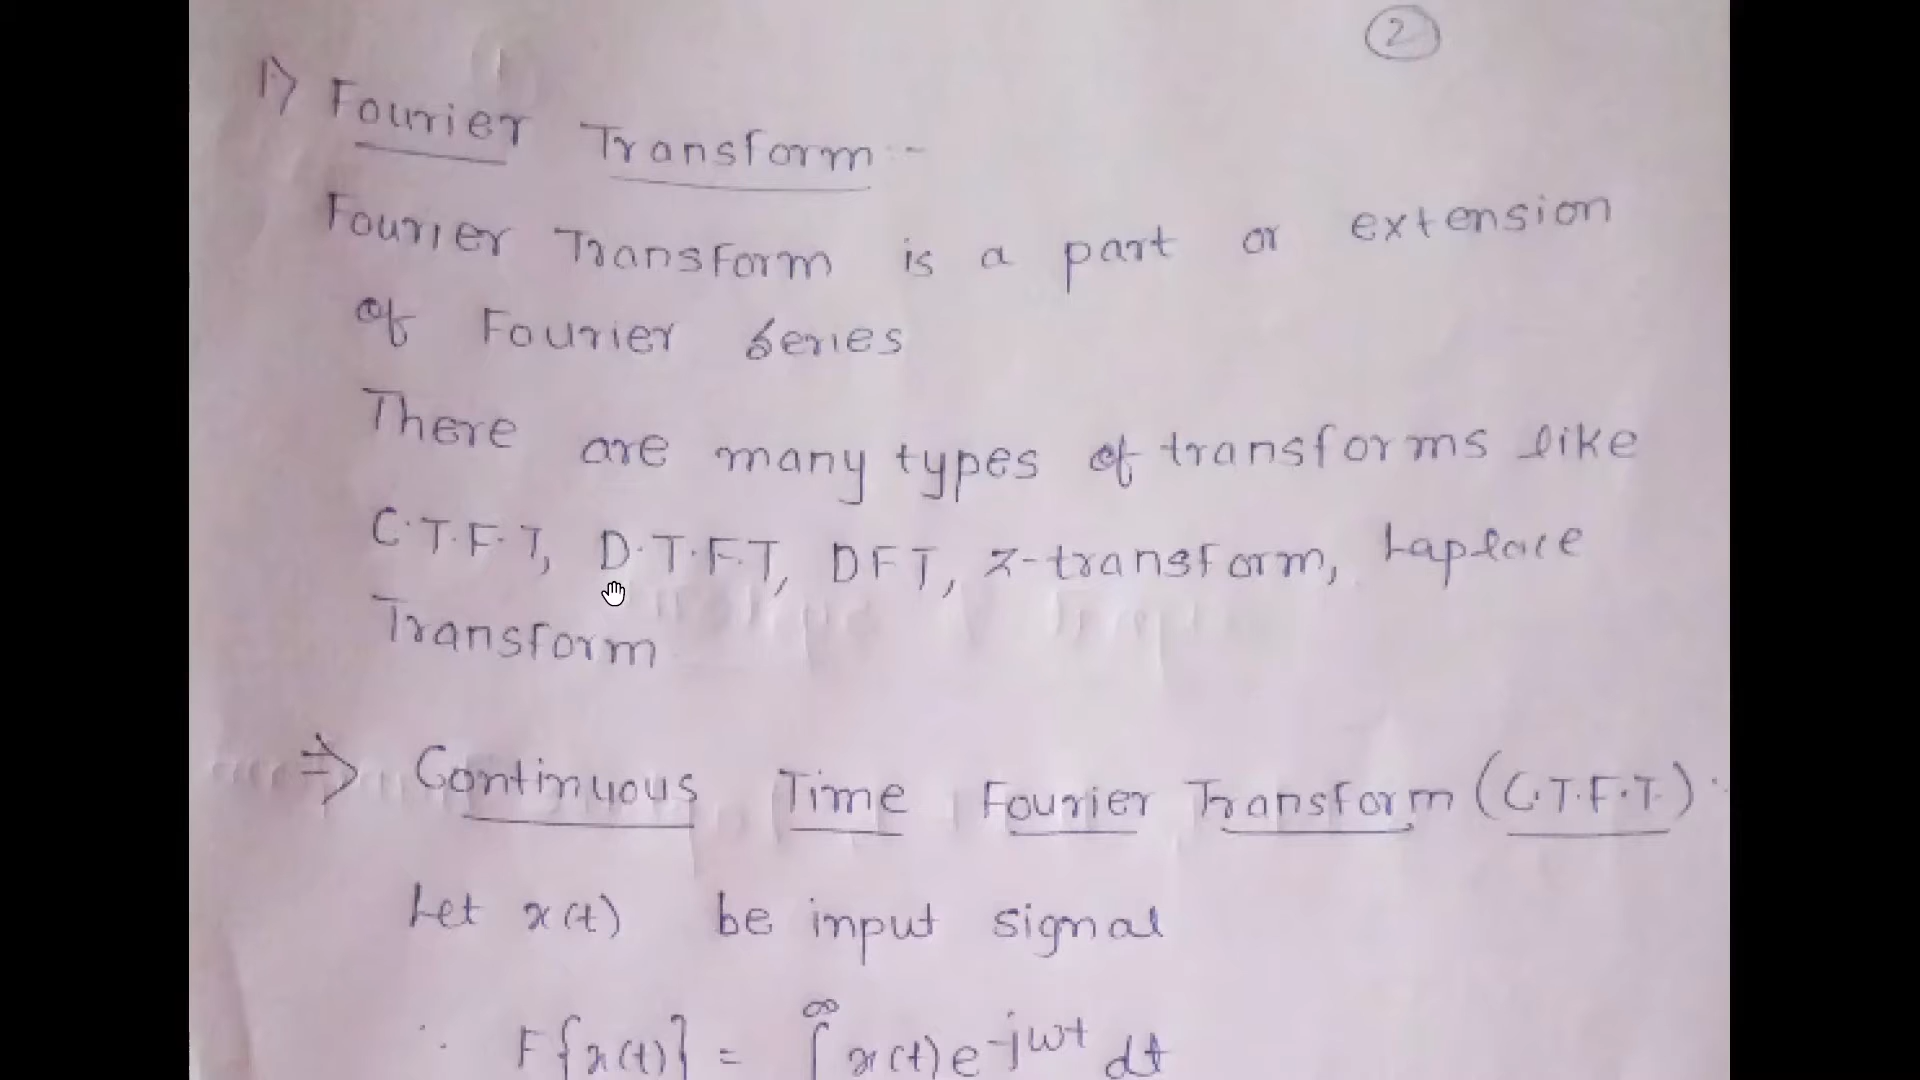 2
1) Fourier Transform :-
Fourier Transform is a part or extension
of Fourier Series
There are many types of transforms like
C.T.F.T, D.T.F.T, DFT, Z-transform, Laplace
Transform
⇒ Continuous Time Fourier Transform (C.T.F.T.) :
Let x(t) be input signal
∴ F{x(t)} = ∫^∞ x(t)e^-jωt dt